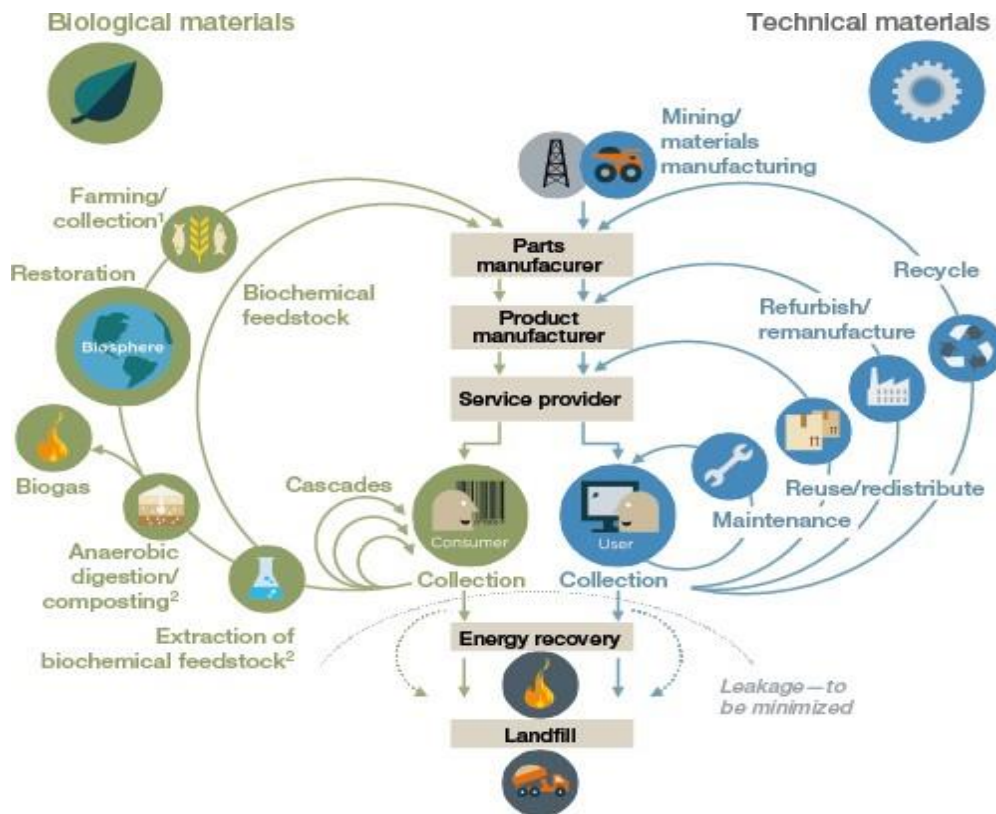 Biological materials
Technical materials
Mining/
materials
manufacturing
Farming/
collection¹
Restoration
Biosphere
Biochemical
feedstock
Parts
manufacurer
Recycle
Refurbish/
remanufacture
Product
manufacturer
Service provider
Biogas
Cascades
Consumer
User
Reuse/redistribute
Maintenance
Anaerobic
digestion/
composting²
Collection
Collection
Extraction of
biochemical feedstock²
Energy recovery
Leakage—to
be minimized
Landfill